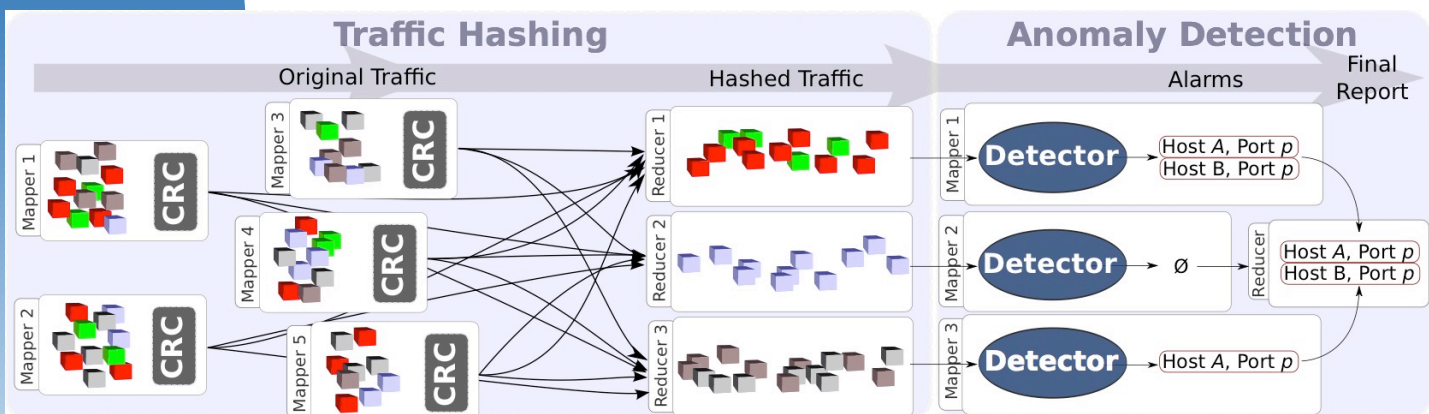 Traffic Hashing
Original Traffic
Hashed Traffic
Mapper 1
CRC
Mapper 2
CRC
Mapper 3
CRC
Mapper 4
CRC
Mapper 5
CRC
Reducer 1
Reducer 2
Reducer 3
Anomaly Detection
Alarms
Final
Report
Mapper 1
Detector
Host A, Port p
Host B, Port p
Mapper 2
Detector
Ø
Mapper 3
Detector
Host A, Port p
Reducer
Host A, Port p
Host B, Port p